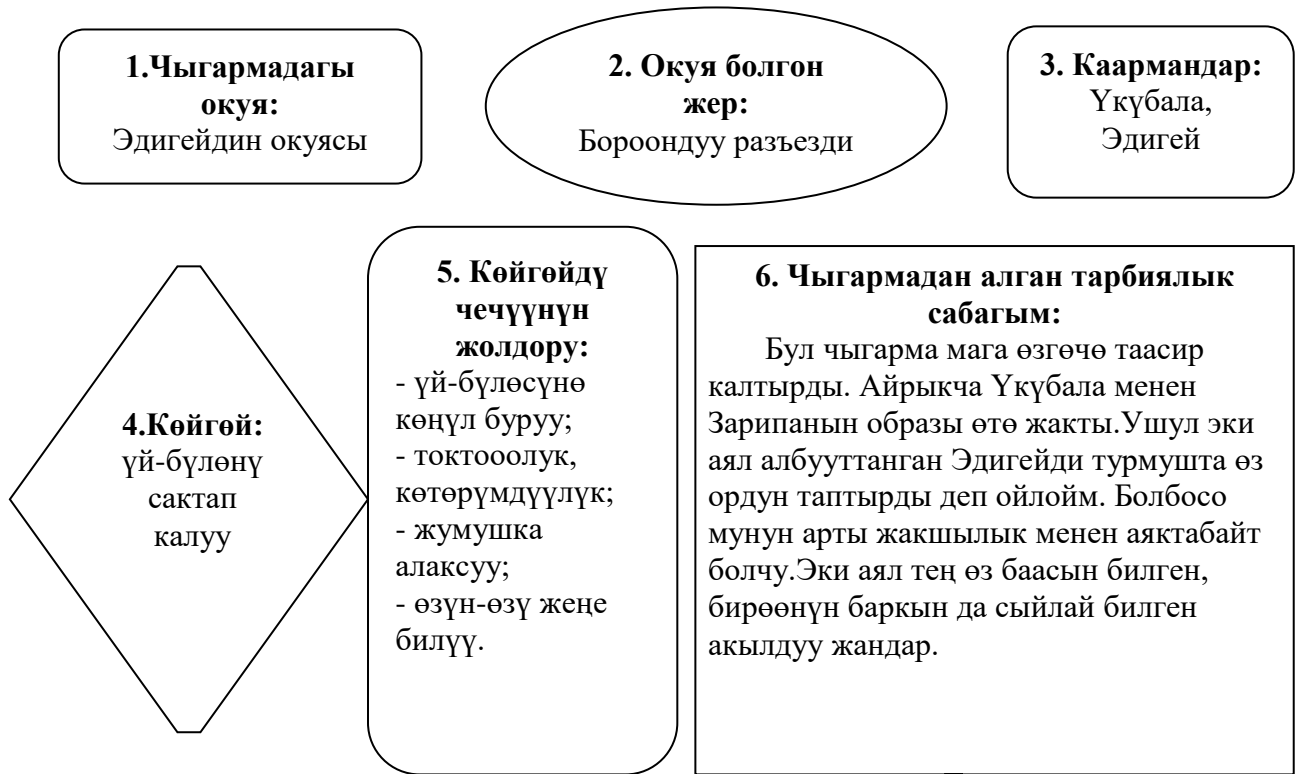 1.Чыгармадагы
окуя:
Эдигейдин окуясы
2. Окуя болгон
жер:
Бороондуу разъезди
3. Каармандар:
Үкүбала,
Эдигей
4.Көйгөй:
үй-бүлөнү
сактап
калуу
5. Көйгөйдү
чечүүнүн
жолдору:
- үй-бүлөсүнө
көңүл буруу;
- токтооолук,
көтөрүмдүүлүк;
- жумушка
алаксуу;
- өзүн-өзү жеңе
билүү.
6. Чыгармадан алган тарбиялык
сабагым:
Бул чыгарма мага өзгөчө таасир
калтырды. Айрыкча Үкүбала менен
Зарипанын образы өтө жакты.Ушул эки
аял албууттанган Эдигейди турмушта өз
ордун таптырды деп ойлойм. Болбосо
мунун арты жакшылык менен аяктабайт
болчу.Эки аял тең өз баасын билген,
бирөөнүн баркын да сыйлай билген
акылдуу жандар.